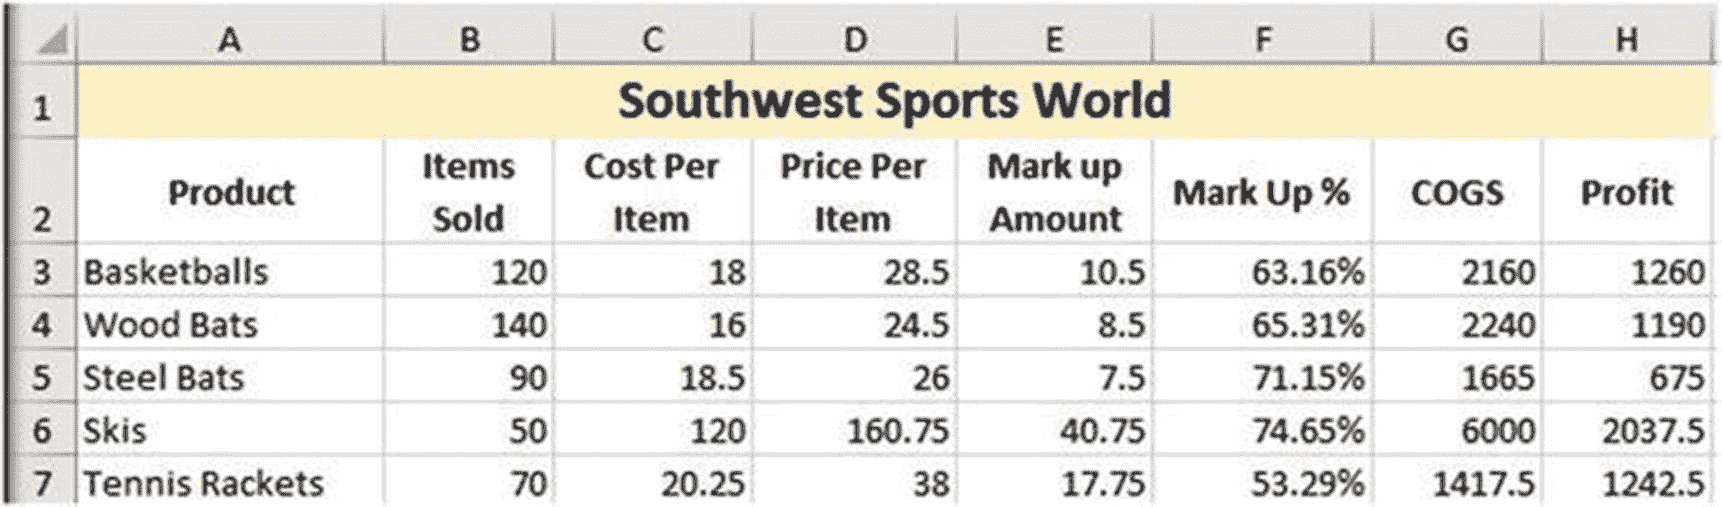 A B C D E F G H
1 Southwest Sports World
2 Product Items Sold Cost Per Item Price Per Item Mark up Amount Mark Up % COGS Profit
3 Basketballs 120 18 28.5 10.5 63.16% 2160 1260
4 Wood Bats 140 16 24.5 8.5 65.31% 2240 1190
5 Steel Bats 90 18.5 26 7.5 71.15% 1665 675
6 Skis 50 120 160.75 40.75 74.65% 6000 2037.5
7 Tennis Rackets 70 20.25 38 17.75 53.29% 1417.5 1242.5